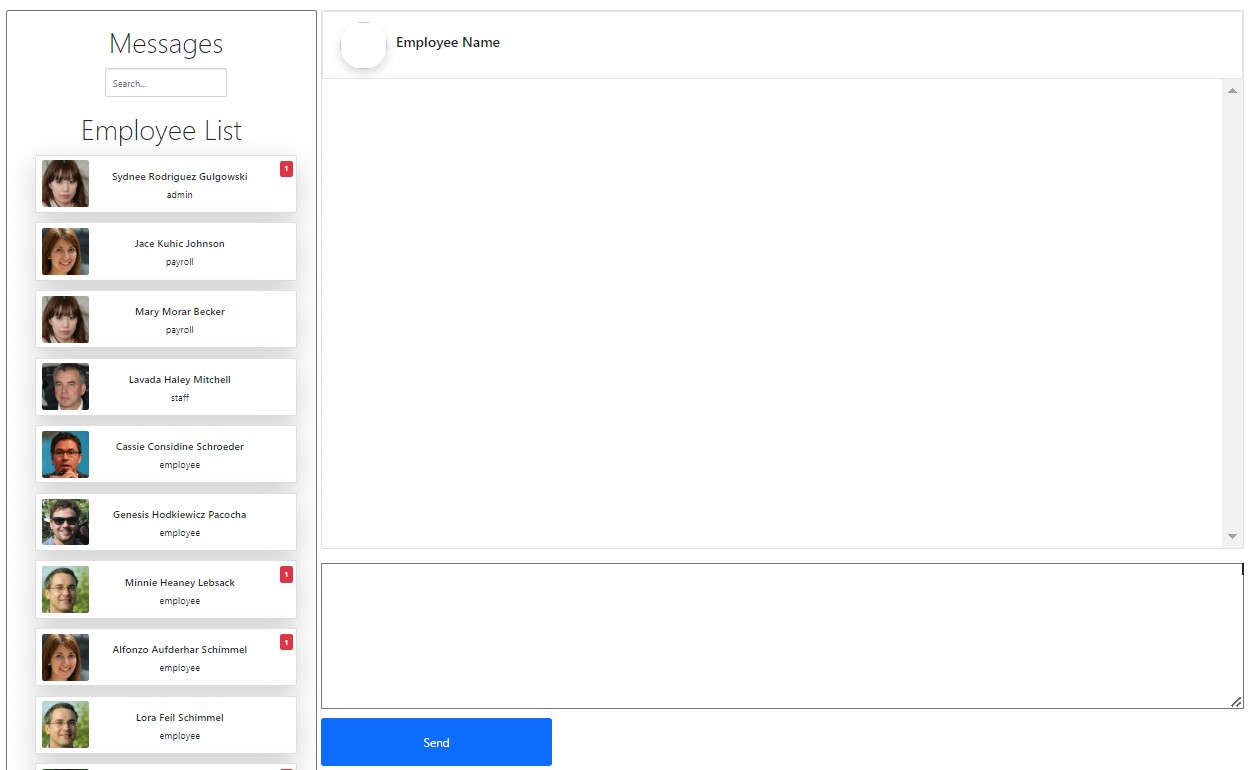 Messages
Search...
Employee List
Sydnee Rodriguez Gulgowski
1
admin
Jace Kuhic Johnson
payroll
Mary Morar Becker
payroll
Lavada Haley Mitchell
staff
Cassie Considine Schroeder
employee
Genesis Hodkiewicz Pacocha
employee
Minnie Heaney Lebsack
1
employee
Alfonzo Aufderhar Schimmel
1
employee
Lora Feil Schimmel
employee
Employee Name
Send